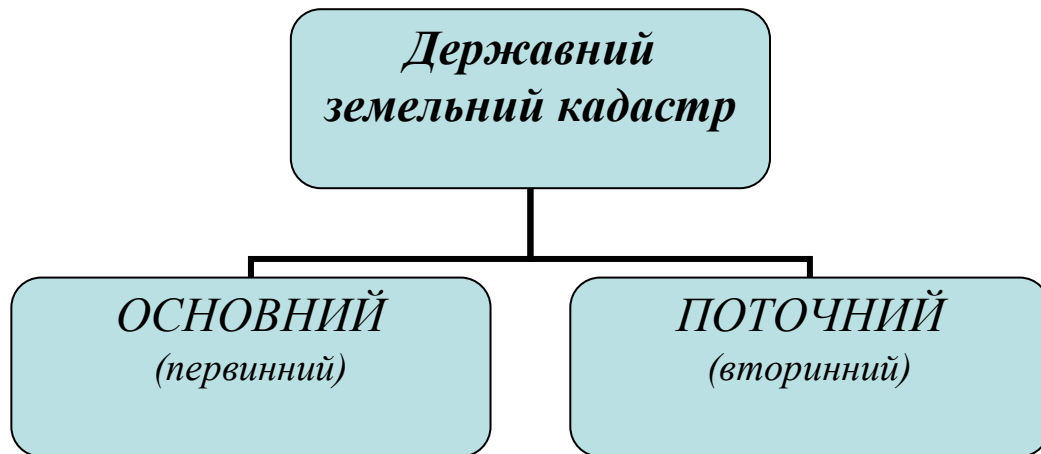 Державний
земельний кадастр
ОСНОВНИЙ
(первинний)
ПОТОЧНИЙ
(вторинний)